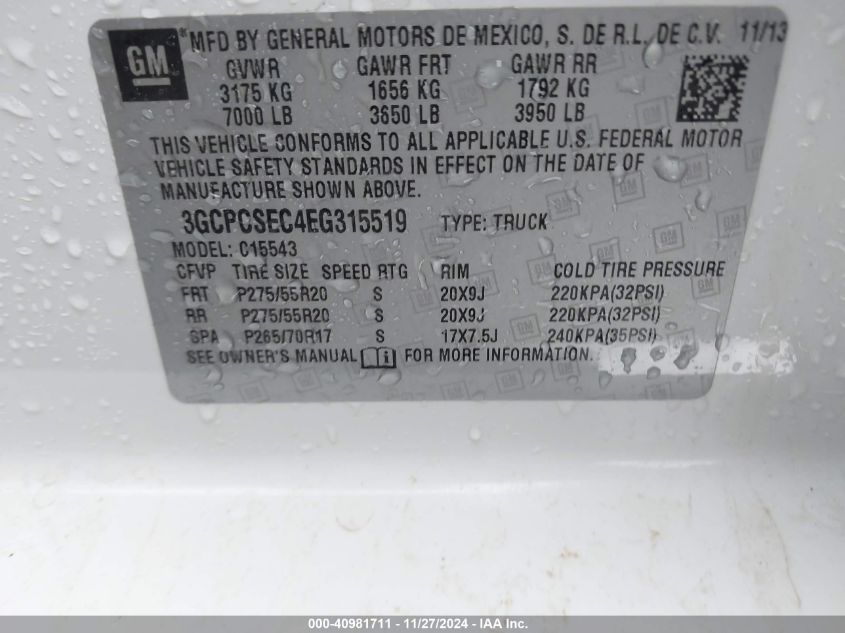 GM *MFD BY GENERAL MOTORS DE MEXICO, S. DE R.L. DE C.V. 11/13
GVWR GAWR FRT GAWR RR
3175 KG 1656 KG 1792 KG
7000 LB 3650 LB 3950 LB
THIS VEHICLE CONFORMS TO ALL APPLICABLE U.S. FEDERAL MOTOR
VEHICLE SAFETY STANDARDS IN EFFECT ON THE DATE OF
MANUFACTURE SHOWN ABOVE.
3GCPCSEC4EG315519 TYPE: TRUCK
MODEL: C15543
CFVP TIRE SIZE SPEED RTG RIM COLD TIRE PRESSURE
FRT P275/55R20 S 20X9J 220KPA(32PSI)
RR P275/55R20 S 20X9J 220KPA(32PSI)
SPA P265/70R17 S 17X7.5J 240KPA(35PSI)
SEE OWNER'S MANUAL i FOR MORE INFORMATION.
000-40981711 - 11/27/2024 - IAA Inc.